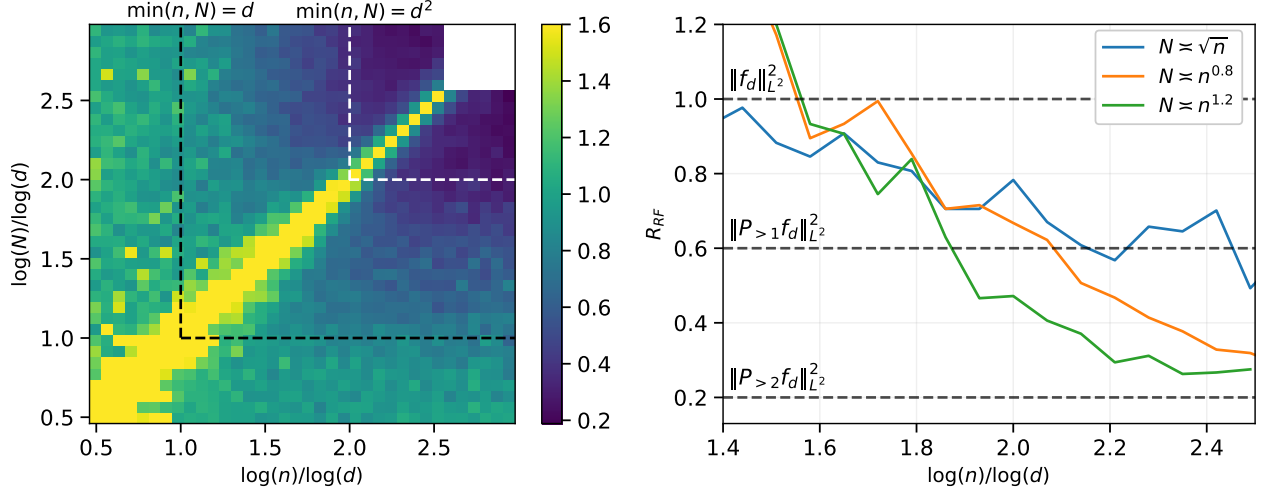 min(n, N) = d
min(n, N) = d²
log(N)/log(d)
2.5
2.0
1.5
1.0
0.5
0.5
1.0
1.5
2.0
2.5
log(n)/log(d)
1.6
1.4
1.2
1.0
0.8
0.6
0.4
0.2
R_{RF}
1.2
1.0
0.8
0.6
0.4
0.2
‖f_d‖²_{L²}
‖P_{>1}f_d‖²_{L²}
‖P_{>2}f_d‖²_{L²}
N ≍ √n
N ≍ n^{0.8}
N ≍ n^{1.2}
1.4
1.6
1.8
2.0
2.2
2.4
log(n)/log(d)